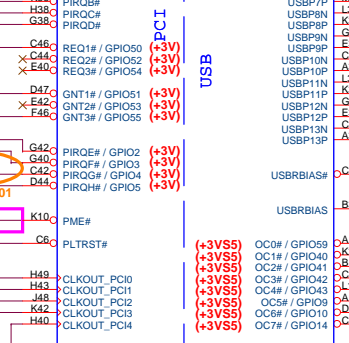 PIRQB# USBP7P
H38 PIRQC# USBP8N
G38 PIRQD# USBP8P
PCI
USBP9N
C46 REQ1# / GPIO50 (+3V) USBP9P
C44 REQ2# / GPIO52 (+3V) USBP10N
E40 REQ3# / GPIO54 (+3V) USBP10P
USB
USBP11N
D47 GNT1# / GPIO51 (+3V) USBP11P
E42 GNT2# / GPIO53 (+3V) USBP12N
F46 GNT3# / GPIO55 (+3V) USBP12P
USBP13N
USBP13P
G42 PIRQE# / GPIO2 (+3V)
G40 PIRQF# / GPIO3 (+3V)
C42 PIRQG# / GPIO4 (+3V) USBRBIAS# C
D44 PIRQH# / GPIO5 (+3V)
01
K10 PME# USBRBIAS B
C6 PLTRST# (+3VS5) OC0# / GPIO59 A
(+3VS5) OC1# / GPIO40 K
(+3VS5) OC2# / GPIO41 B
H49 CLKOUT_PCI0 (+3VS5) OC3# / GPIO42 C
H43 CLKOUT_PCI1 (+3VS5) OC4# / GPIO43 L
J48 CLKOUT_PCI2 (+3VS5) OC5# / GPIO9 A
K42 CLKOUT_PCI3 (+3VS5) OC6# / GPIO10 D
H40 CLKOUT_PCI4 (+3VS5) OC7# / GPIO14 C